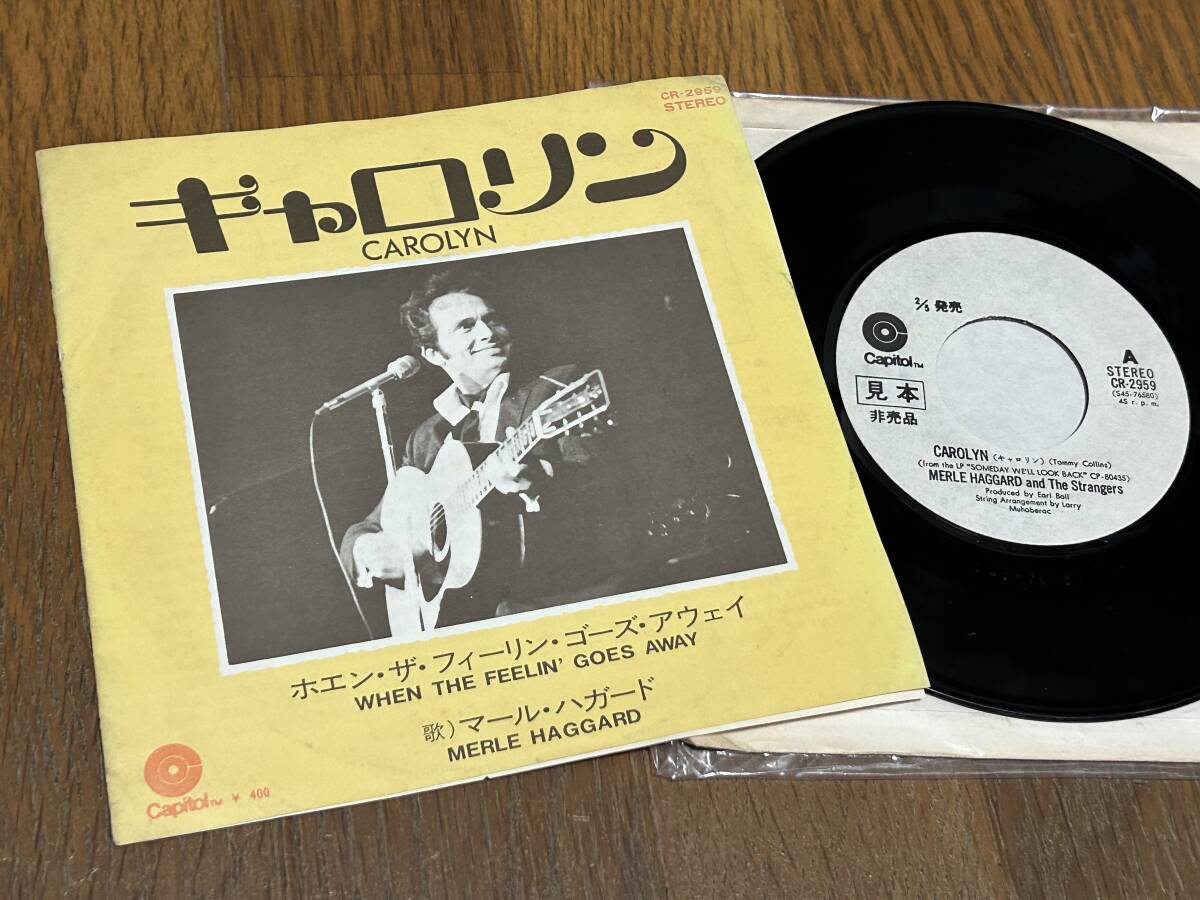 CR-2959
STEREO
キャロリン
CAROLYN
ホエン・ザ・フィーリン・ゴーズ・アウェイ
WHEN THE FEELIN' GOES AWAY
歌)マール・ハガード
MERLE HAGGARD
Capitol™ ¥ 400
2/5 発売
Capitol™
見本
非売品
A
STEREO
CR-2959
(S45-76580)
45 r.p.m.
CAROLYN (キャロリン) (Tommy Collins)
(from the LP "SOMEDAY WE'LL LOOK BACK" CP-80435)
MERLE HAGGARD and The Strangers
Produced by Earl Ball
String Arrangement by Larry
Muhoberac